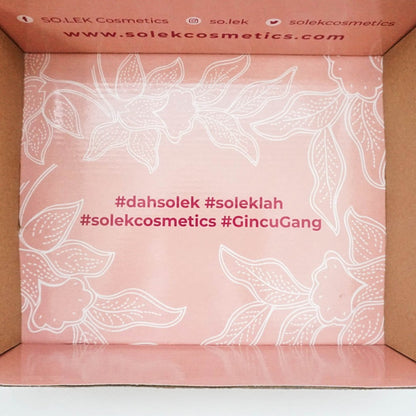 SO.LEK Cosmetics so.lek solekcosmetics
www.solekcosmetics.com
#dahsolek #soleklah
#solekcosmetics #GincuGang